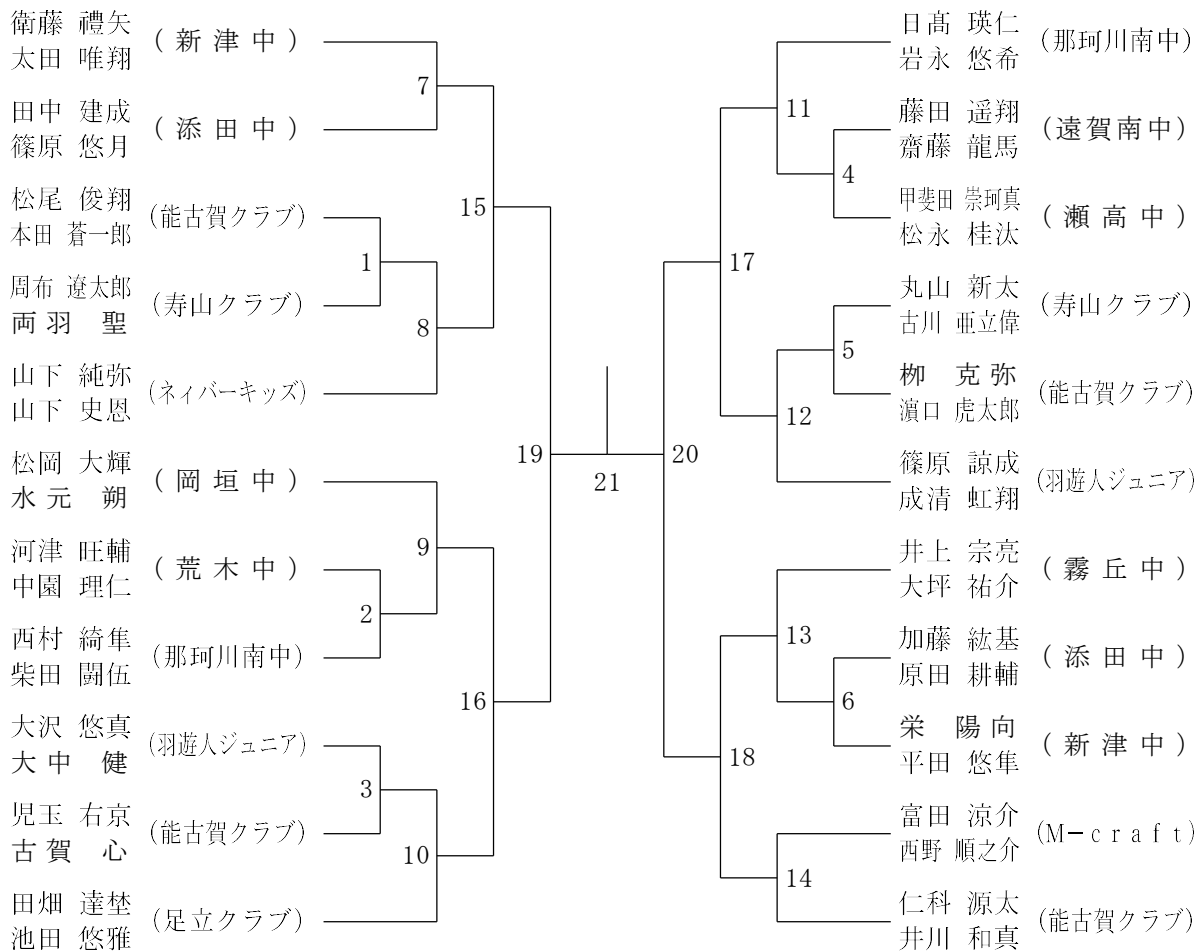 衛藤 禮矢
太田 唯翔
(新津中)
7
田中 建成
篠原 悠月
(添田中)
15
松尾 俊翔
本田 蒼一郎
(能古賀クラブ)
1
周布 遼太郎
両羽 聖
(寿山クラブ)
8
山下 純弥
山下 史恩
(ネイバーキッズ)
19
松岡 大輝
水元 朔
(岡垣中)
9
河津 旺輔
中園 理仁
(荒木中)
2
西村 綺隼
柴田 闘伍
(那珂川南中)
16
大沢 悠真
大中 健
(羽遊人ジュニア)
3
児玉 右京
古賀 心
(能古賀クラブ)
10
田畑 達埜
池田 悠雅
(足立クラブ)
21
日髙 瑛仁
岩永 悠希
(那珂川南中)
11
藤田 遥翔
齋藤 龍馬
(遠賀南中)
4
甲斐田 崇珂真
松永 桂汰
(瀬高中)
17
丸山 新太
古川 亜立偉
(寿山クラブ)
5
栁 克弥
濵口 虎太郎
(能古賀クラブ)
12
篠原 諒成
成清 虹翔
(羽遊人ジュニア)
20
井上 宗亮
大坪 祐介
(霧丘中)
13
加藤 紘基
原田 耕輔
(添田中)
6
栄 陽向
平田 悠隼
(新津中)
18
富田 涼介
西野 順之介
(M-craft)
14
仁科 源太
井川 和真
(能古賀クラブ)